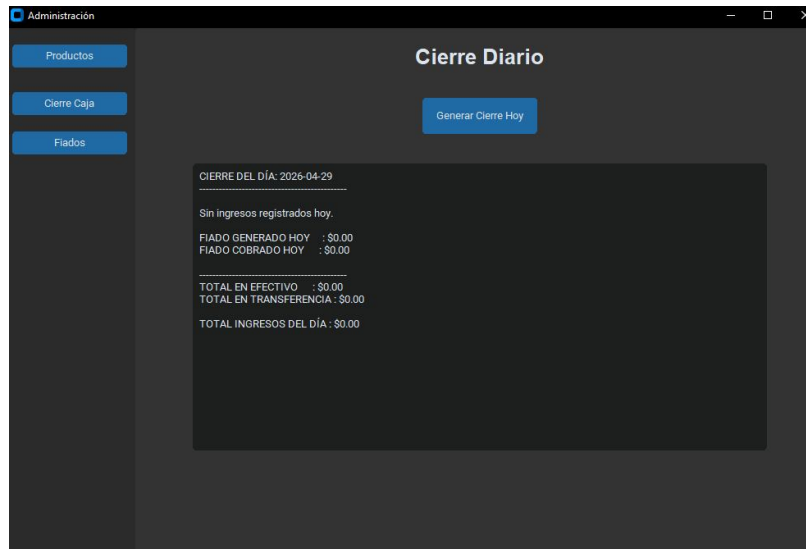 Administración
Productos
Cierre Caja
Fiados
Cierre Diario
Generar Cierre Hoy
CIERRE DEL DÍA: 2026-04-29
---------------------------------------------
Sin ingresos registrados hoy.
FIADO GENERADO HOY : $0.00
FIADO COBRADO HOY : $0.00
---------------------------------------------
TOTAL EN EFECTIVO : $0.00
TOTAL EN TRANSFERENCIA : $0.00
TOTAL INGRESOS DEL DÍA : $0.00